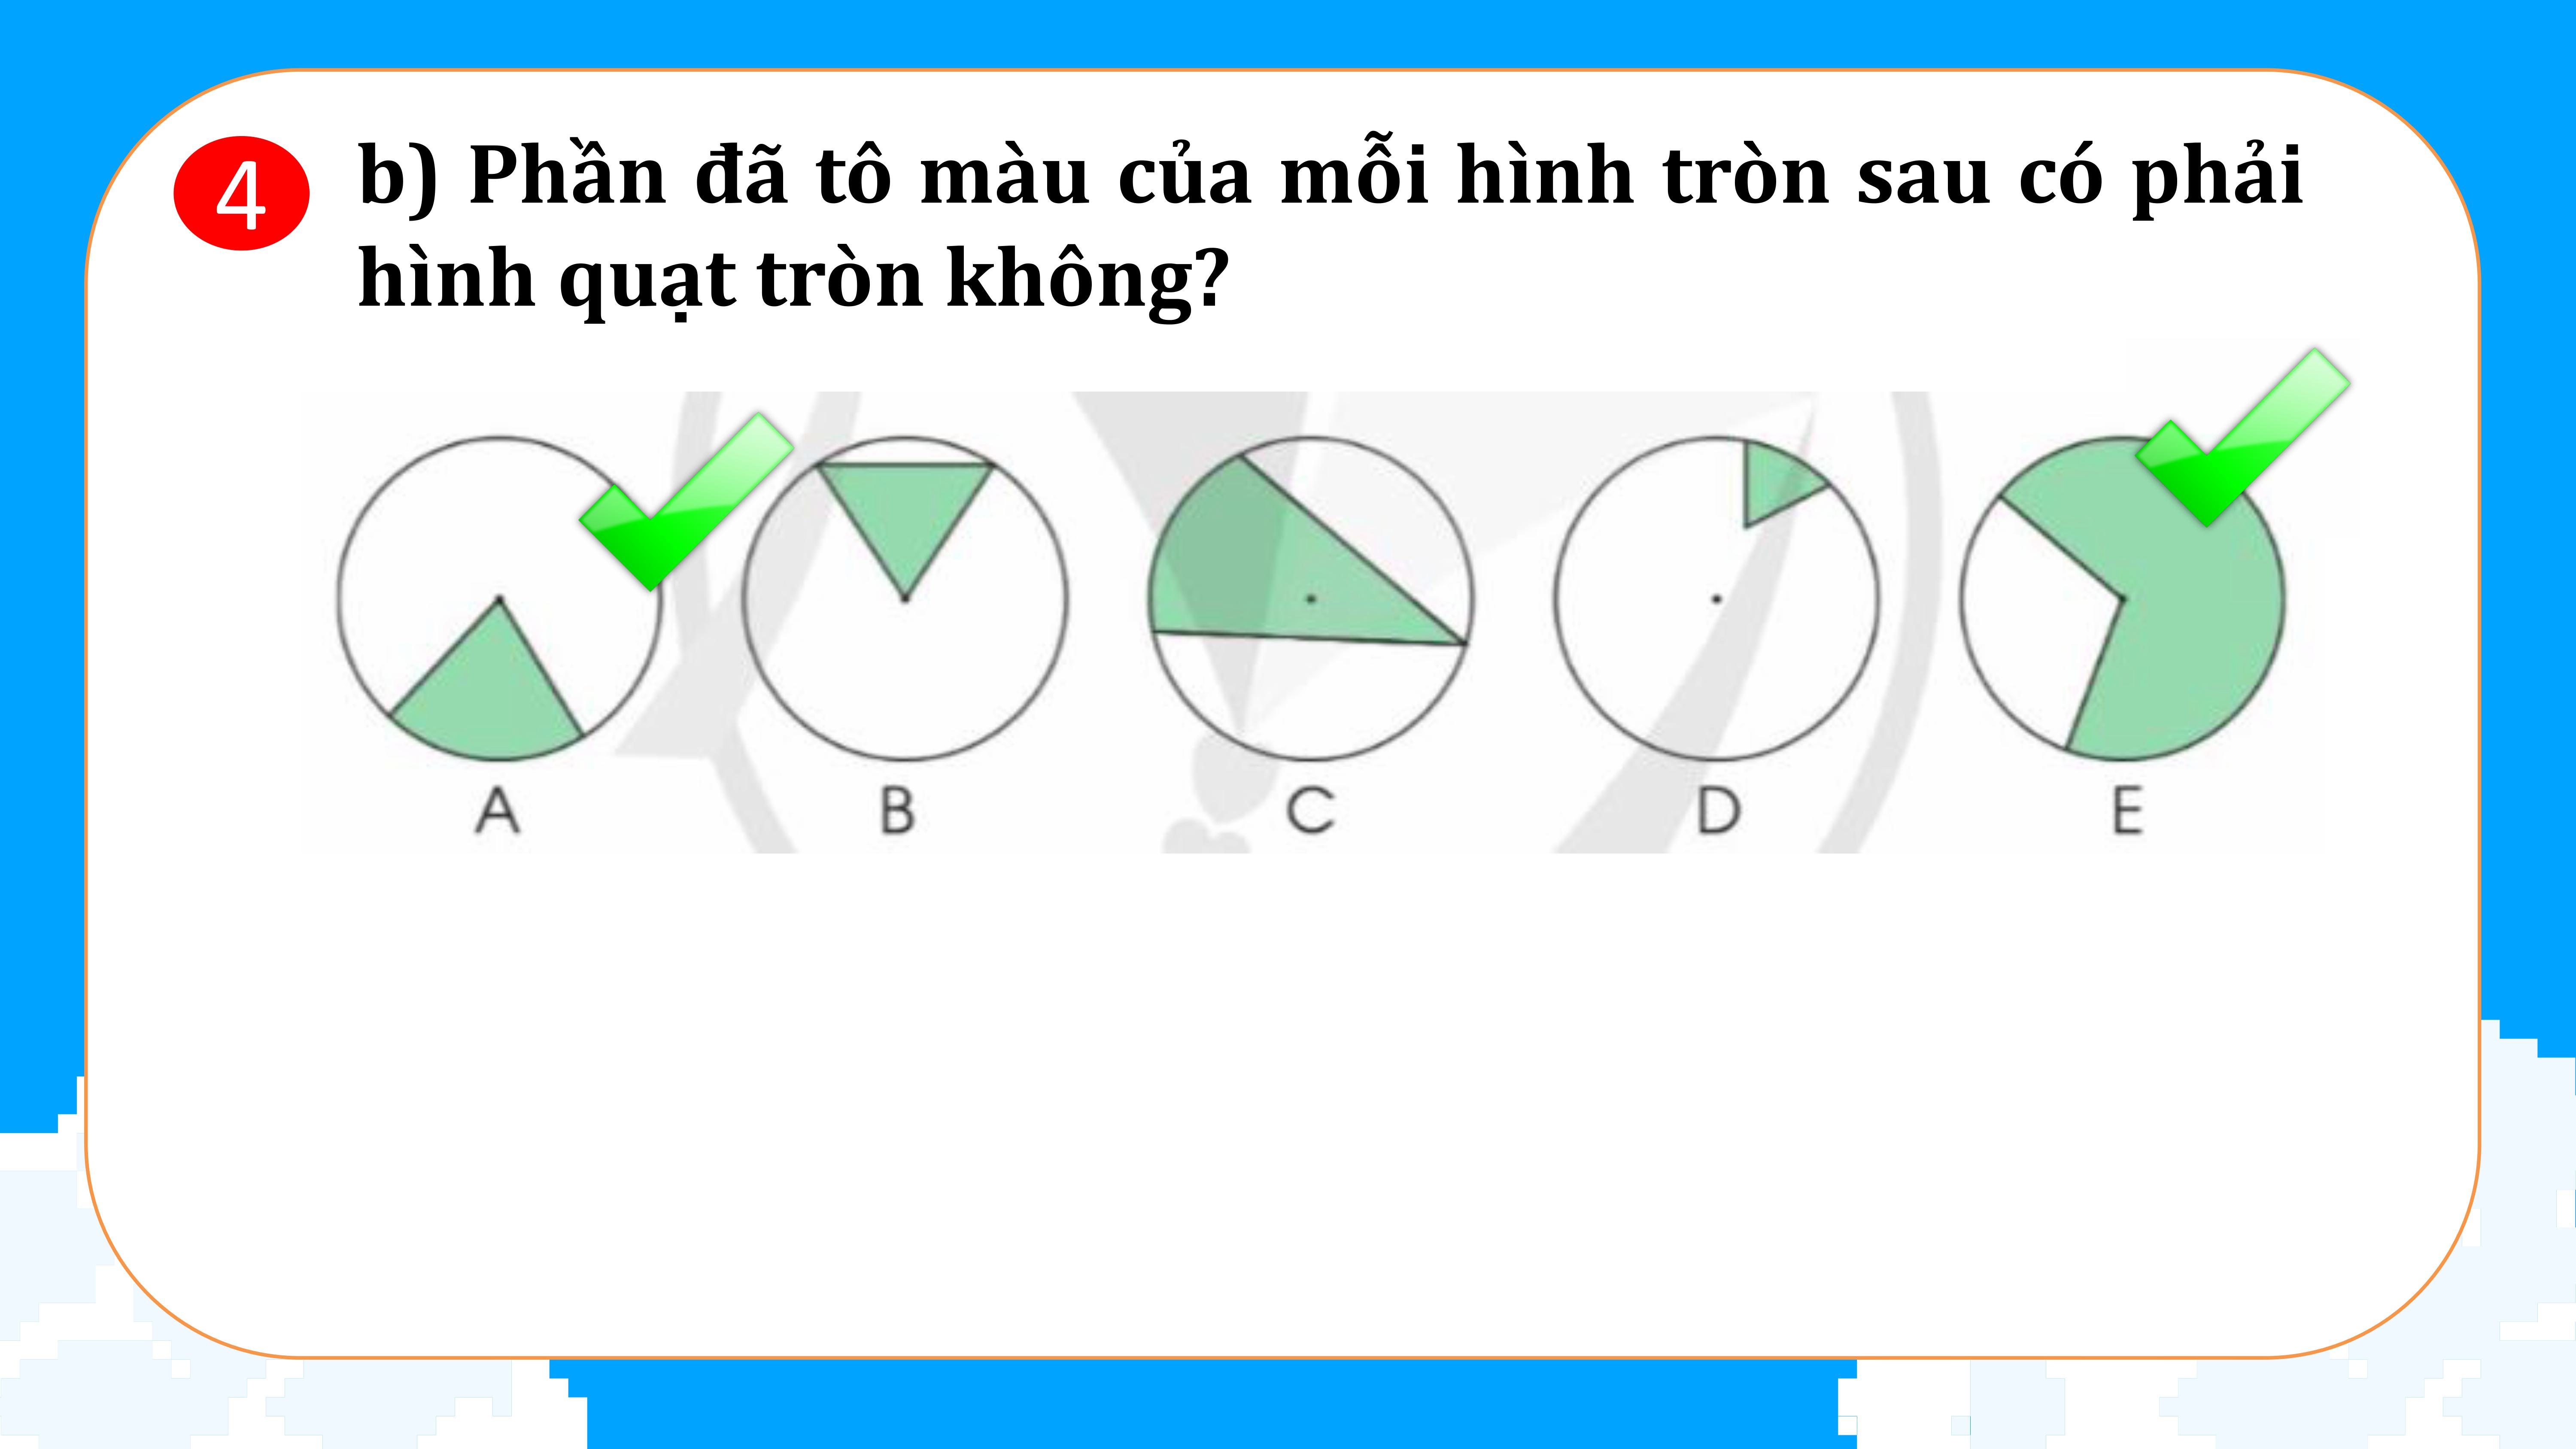 4
b) Phần đã tô màu của mỗi hình tròn sau có phải
hình quạt tròn không?
A B C D E